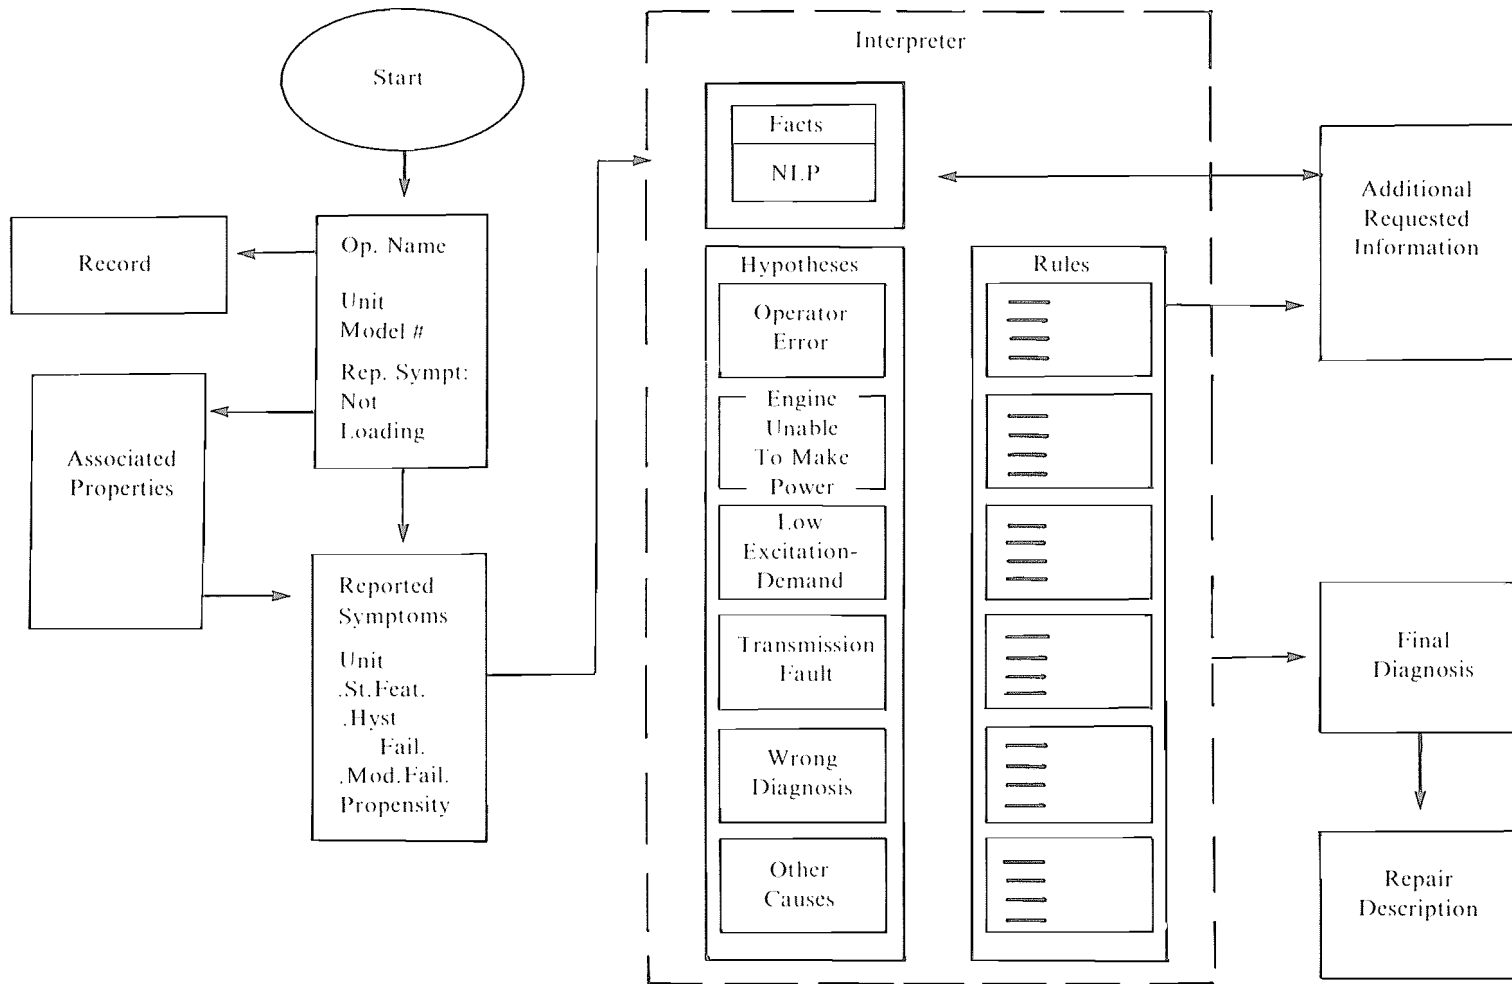 Start
Record
Op. Name
Unit
Model #
Rep. Sympt:
Not
Loading
Associated
Properties
Reported
Symptoms
Unit
.St.Feat.
.Hyst
Fail.
.Mod.Fail.
Propensity
Interpreter
Facts
NLP
Hypotheses
Operator
Error
Engine
Unable
To Make
Power
Low
Excitation-
Demand
Transmission
Fault
Wrong
Diagnosis
Other
Causes
Rules
Additional
Requested
Information
Final
Diagnosis
Repair
Description